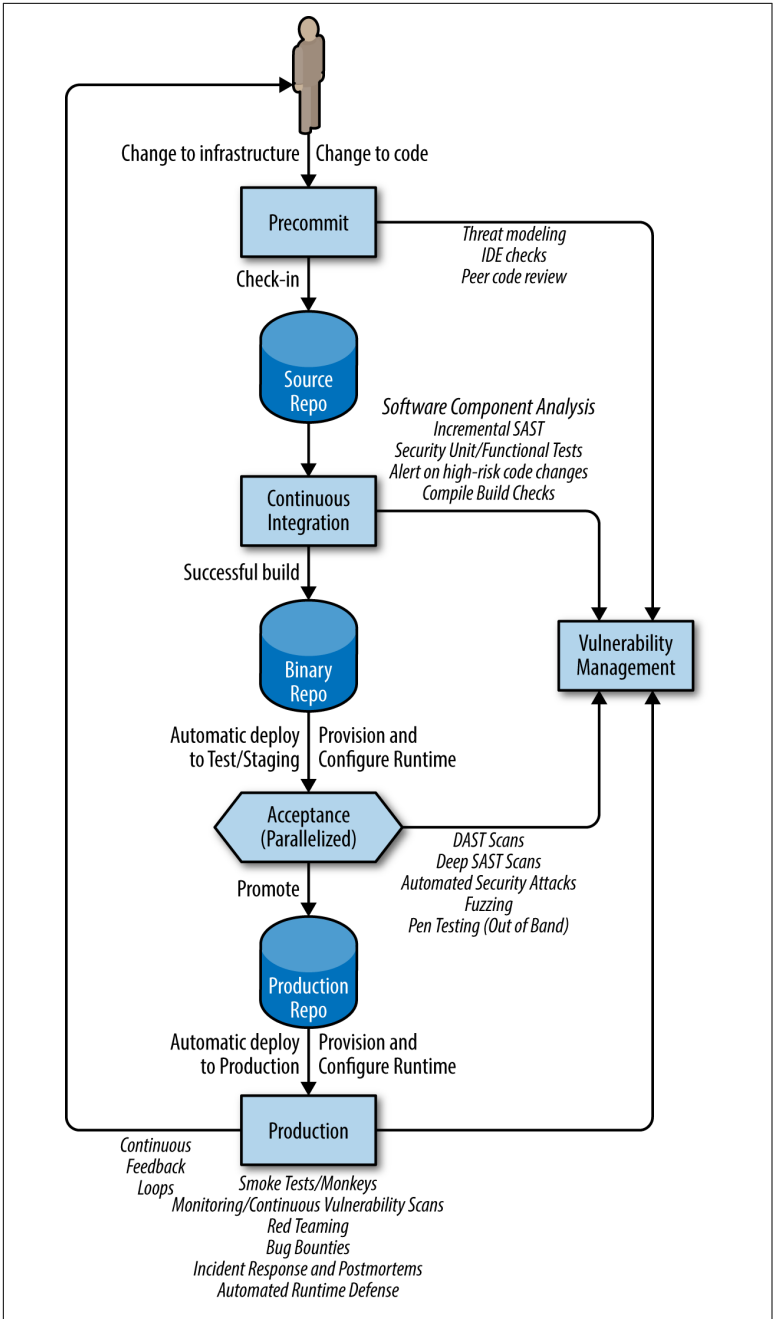 Change to infrastructure
Change to code
Precommit
Threat modeling
IDE checks
Peer code review
Check-in
Source
Repo
Software Component Analysis
Incremental SAST
Security Unit/Functional Tests
Alert on high-risk code changes
Compile Build Checks
Continuous
Integration
Successful build
Binary
Repo
Vulnerability
Management
Automatic deploy
to Test/Staging
Provision and
Configure Runtime
Acceptance
(Parallelized)
DAST Scans
Deep SAST Scans
Automated Security Attacks
Fuzzing
Pen Testing (Out of Band)
Promote
Production
Repo
Automatic deploy
to Production
Provision and
Configure Runtime
Production
Continuous
Feedback
Loops
Smoke Tests/Monkeys
Monitoring/Continuous Vulnerability Scans
Red Teaming
Bug Bounties
Incident Response and Postmortems
Automated Runtime Defense